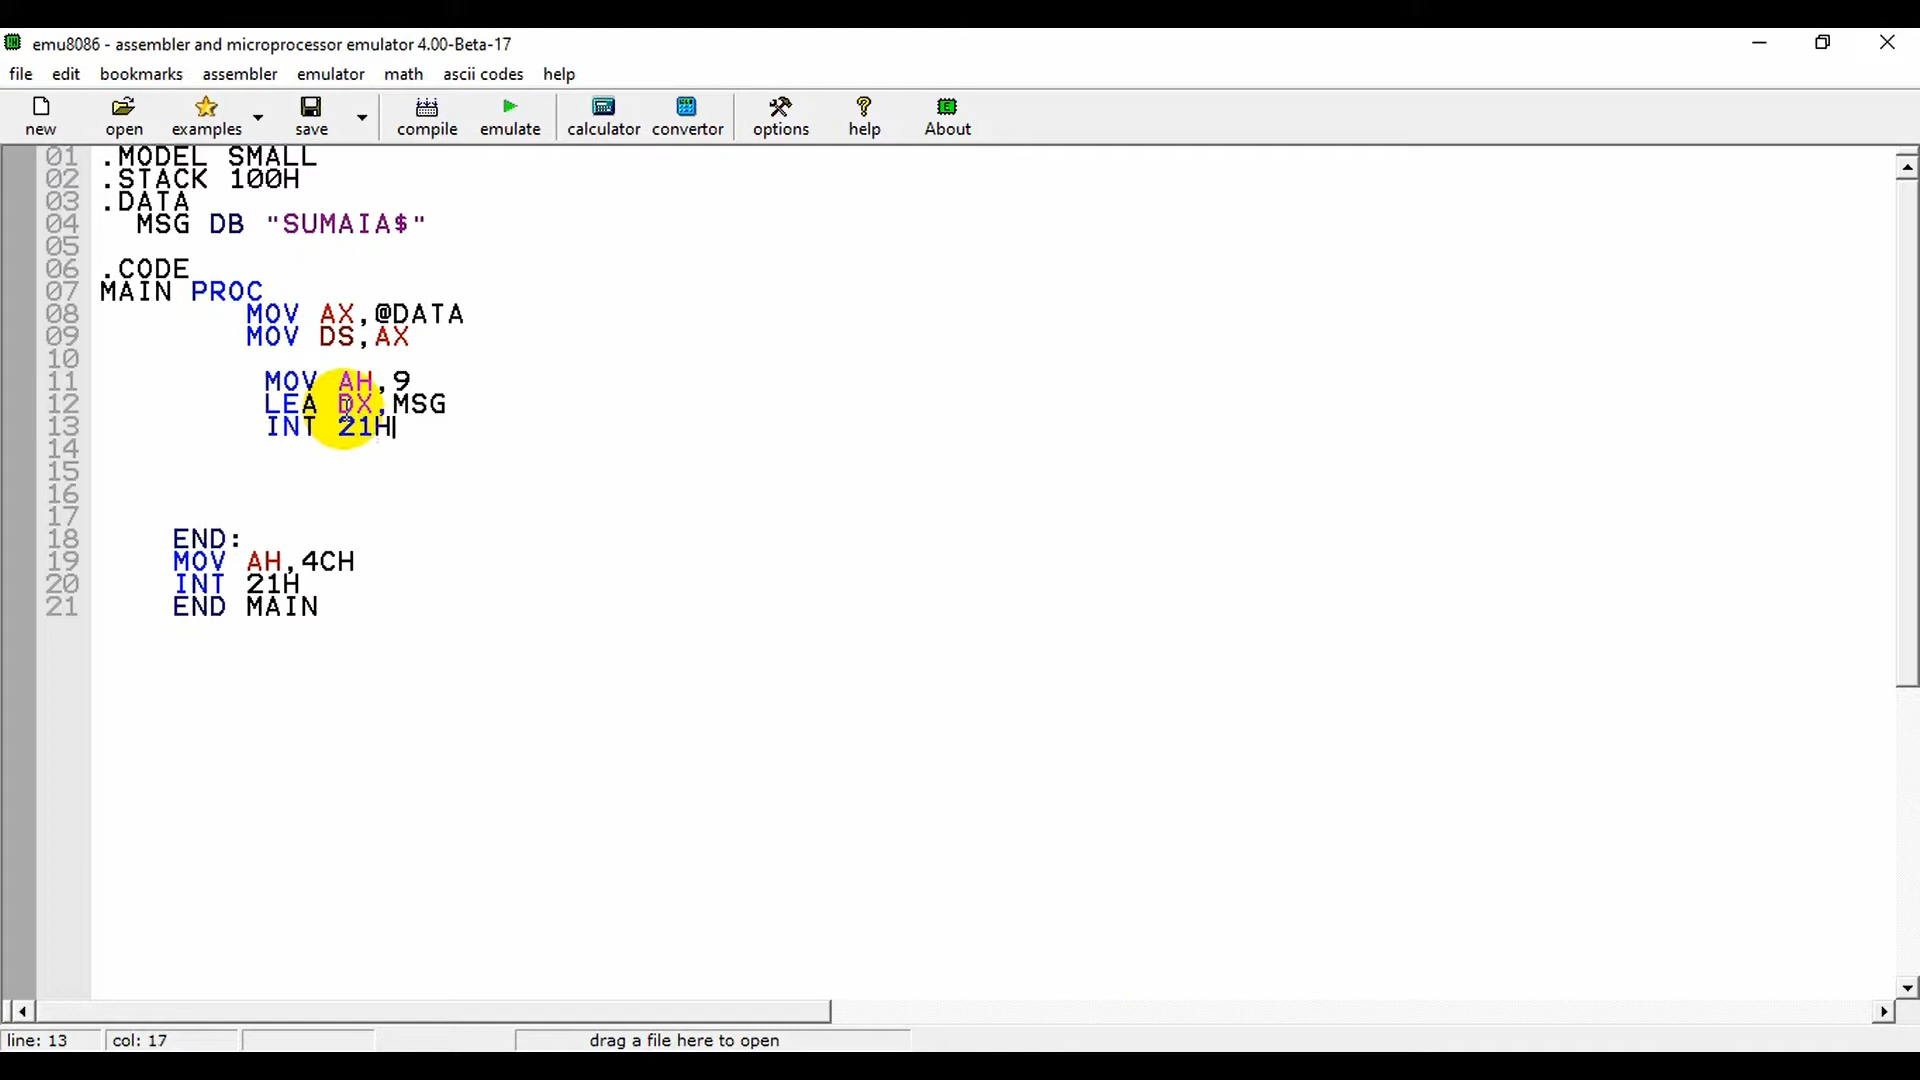 emu8086 - assembler and microprocessor emulator 4.00-Beta-17
file edit bookmarks assembler emulator math ascii codes help
new open examples save compile emulate calculator convertor options help About
01 .MODEL SMALL
02 .STACK 100H
03 .DATA
04 MSG DB "SUMAIA$"
05
06 .CODE
07 MAIN PROC
08 MOV AX,@DATA
09 MOV DS,AX
10
11 MOV AH,9
12 LEA DX,MSG
13 INT 21H
14
15
16
17
18 END:
19 MOV AH,4CH
20 INT 21H
21 END MAIN
line: 13 col: 17 drag a file here to open